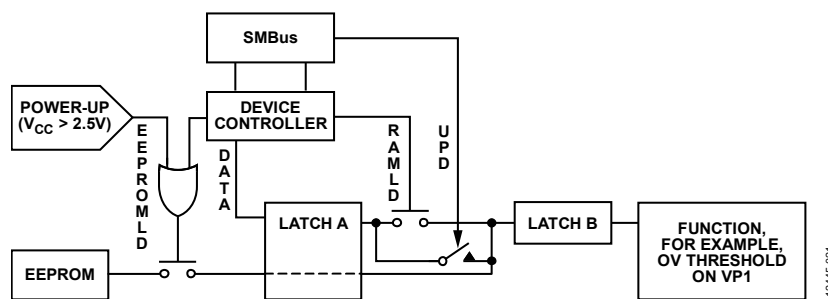 SMBus
POWER-UP
(VCC > 2.5V)
EEPROMLD
DEVICE
CONTROLLER
DATA
RAMLD
UPD
LATCH A
LATCH B
FUNCTION,
FOR EXAMPLE,
OV THRESHOLD
ON VP1
EEPROM